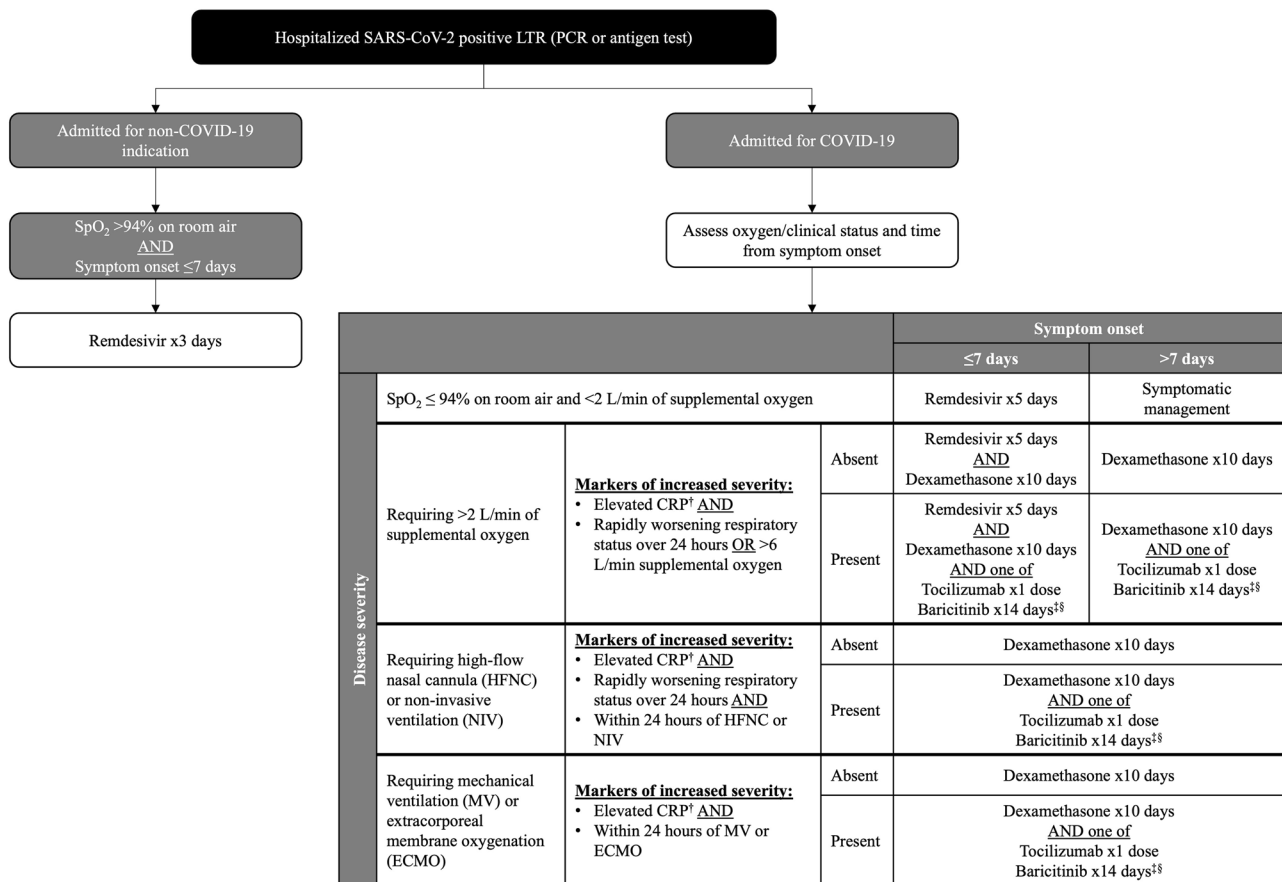 Hospitalized SARS-CoV-2 positive LTR (PCR or antigen test)
Admitted for non-COVID-19
indication
SpO₂ >94% on room air
AND
Symptom onset ≤7 days
Remdesivir x3 days
Admitted for COVID-19
Assess oxygen/clinical status and time
from symptom onset
Symptom onset
≤7 days
>7 days
Disease severity
SpO₂ ≤ 94% on room air and <2 L/min of supplemental oxygen
Remdesivir x5 days
Symptomatic
management
Requiring >2 L/min of
supplemental oxygen
Markers of increased severity:
• Elevated CRP† AND
• Rapidly worsening respiratory
status over 24 hours OR >6
L/min supplemental oxygen
Absent
Remdesivir x5 days
AND
Dexamethasone x10 days
Dexamethasone x10 days
Present
Remdesivir x5 days
AND
Dexamethasone x10 days
AND one of
Tocilizumab x1 dose
Baricitinib x14 days‡§
Dexamethasone x10 days
AND one of
Tocilizumab x1 dose
Baricitinib x14 days‡§
Requiring high-flow
nasal cannula (HFNC)
or non-invasive
ventilation (NIV)
Markers of increased severity:
• Elevated CRP† AND
• Rapidly worsening respiratory
status over 24 hours AND
• Within 24 hours of HFNC or
NIV
Absent
Dexamethasone x10 days
Present
Dexamethasone x10 days
AND one of
Tocilizumab x1 dose
Baricitinib x14 days‡§
Requiring mechanical
ventilation (MV) or
extracorporeal
membrane oxygenation
(ECMO)
Markers of increased severity:
• Elevated CRP† AND
• Within 24 hours of MV or
ECMO
Absent
Dexamethasone x10 days
Present
Dexamethasone x10 days
AND one of
Tocilizumab x1 dose
Baricitinib x14 days‡§